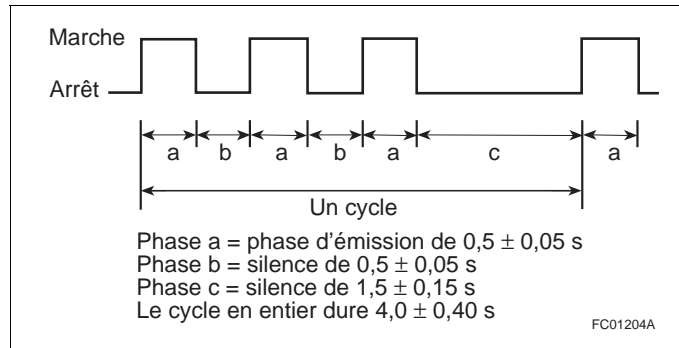 Marche
Arrêt
a b a b a c a
Un cycle
Phase a = phase d'émission de 0,5 ± 0,05 s
Phase b = silence de 0,5 ± 0,05 s
Phase c = silence de 1,5 ± 0,15 s
Le cycle en entier dure 4,0 ± 0,40 s
FC01204A